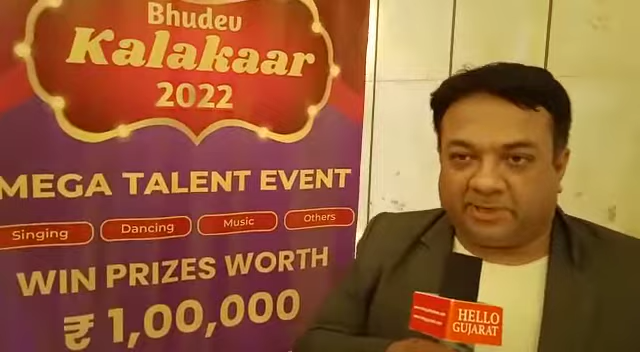 Bhudev
Kalakaar
2022
MEGA TALENT EVENT
Singing
Dancing
Music
Others
WIN PRIZES WORTH
₹ 1,00,000
HELLO
GUJARAT